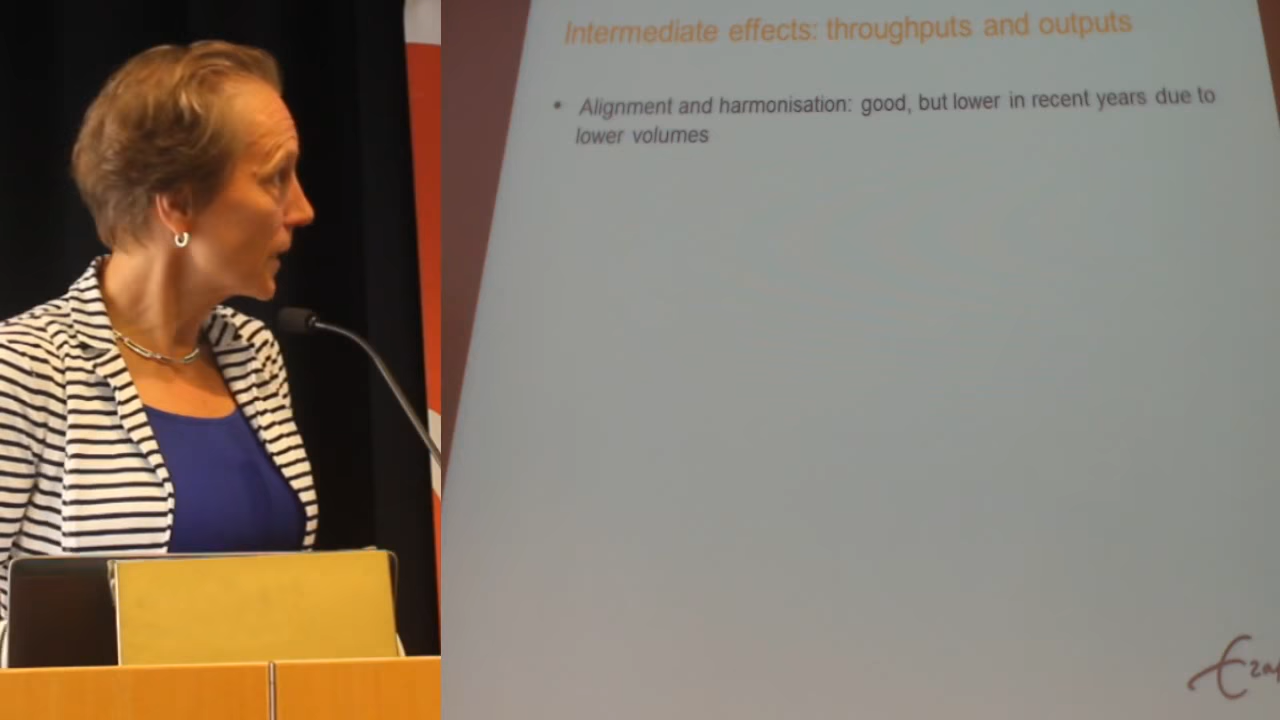 Intermediate effects: throughputs and outputs
• Alignment and harmonisation: good, but lower in recent years due to
lower volumes